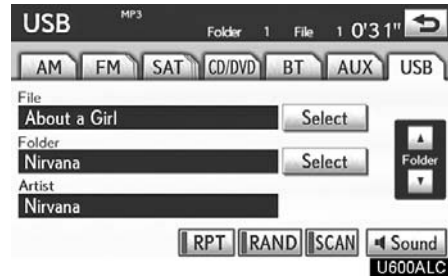 USB MP3 Folder 1 File 1 0'31"
AM FM SAT CD/DVD BT AUX USB
File
About a Girl Select
Folder
Nirvana Select
Folder
Artist
Nirvana
RPT RAND SCAN Sound
U600ALC